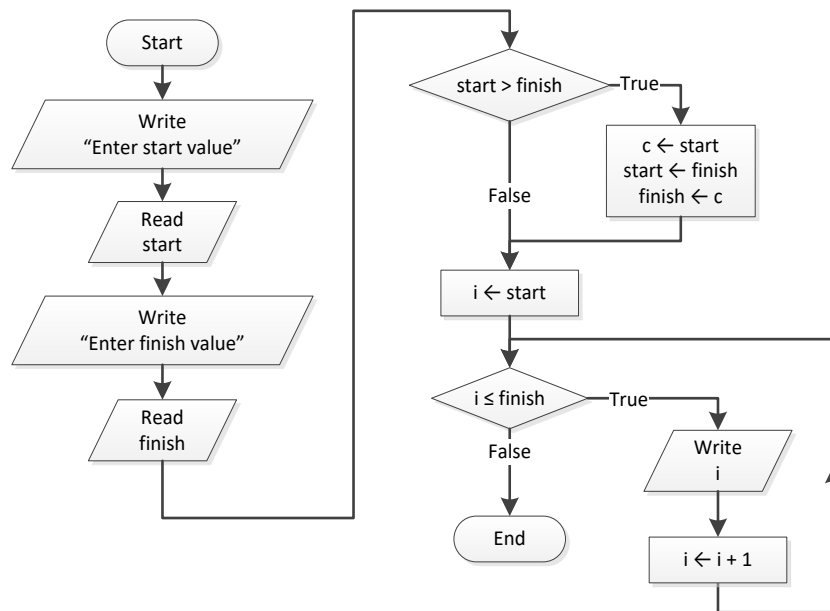 Start
Write
“Enter start value”
Read
start
Write
“Enter finish value”
Read
finish
start > finish
True
c ← start
start ← finish
finish ← c
False
i ← start
i ≤ finish
True
Write
i
i ← i + 1
False
End